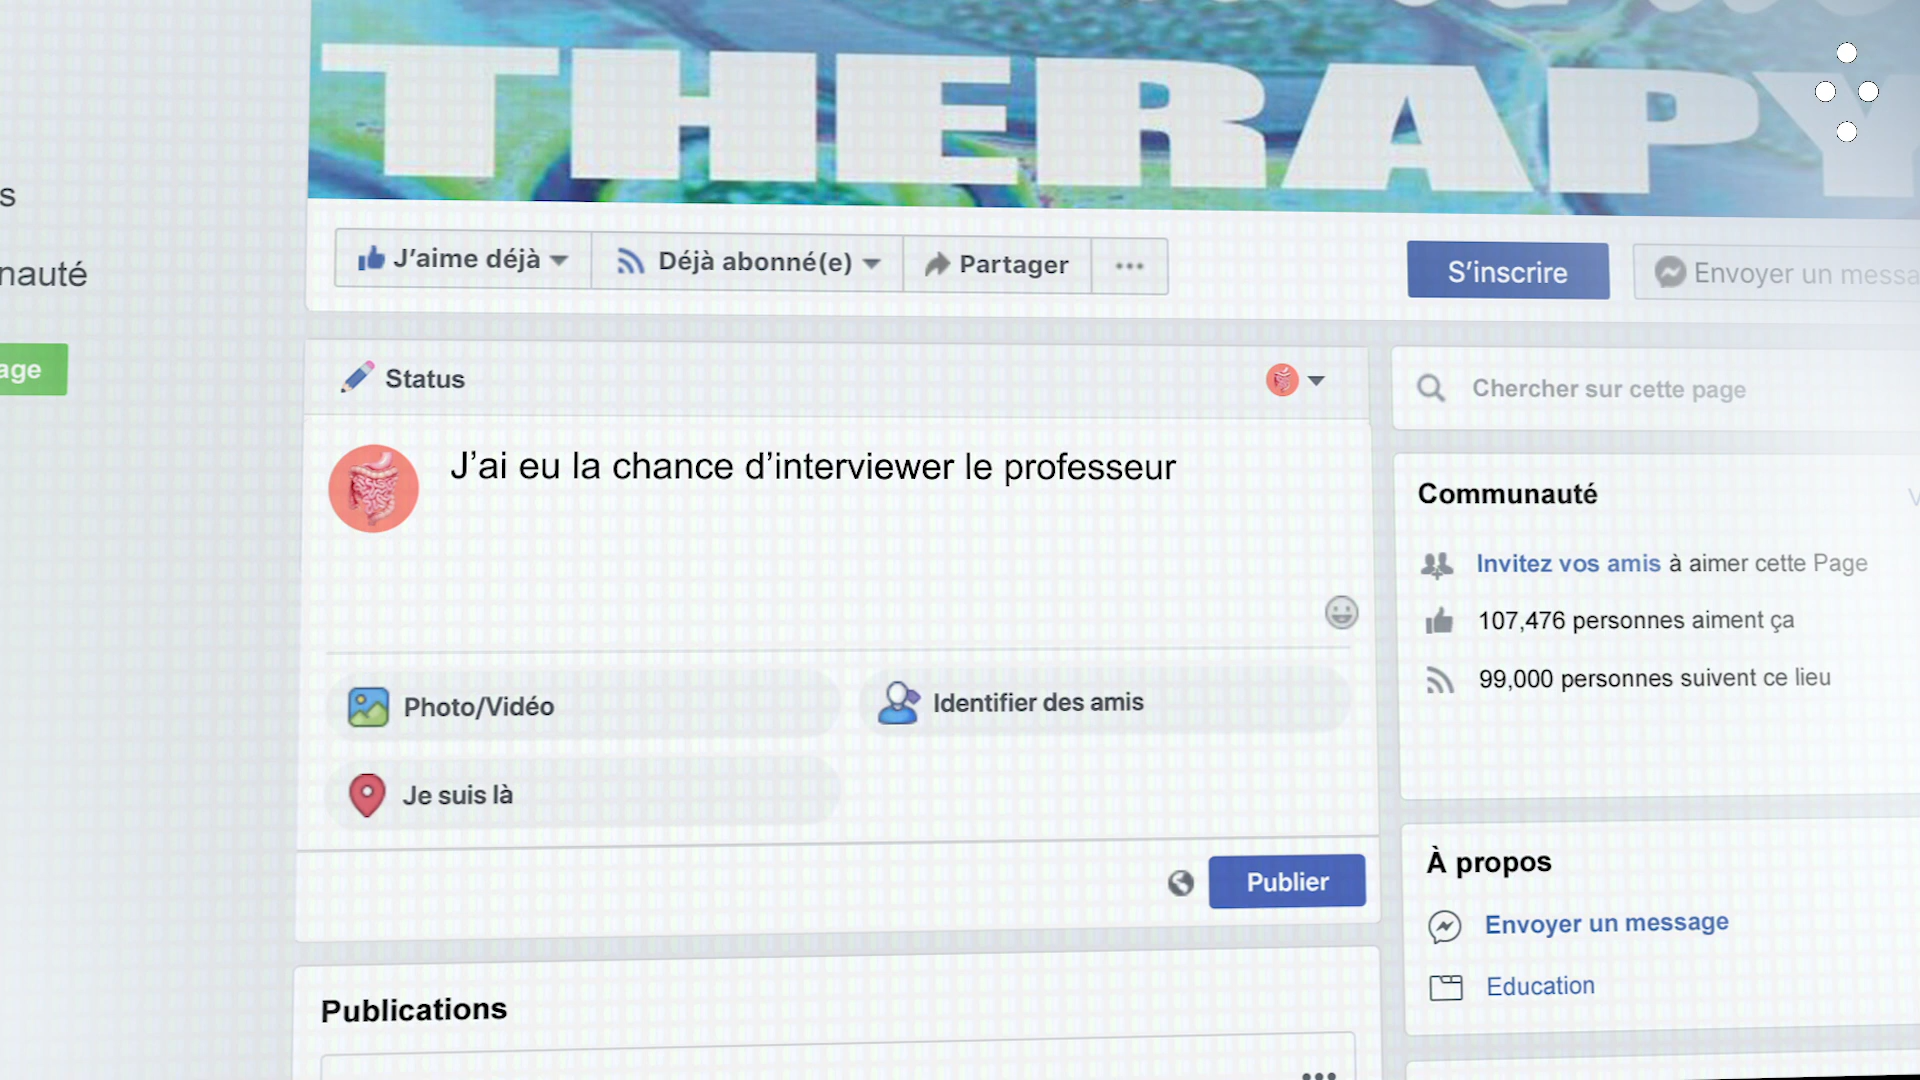 THERAPY
s
nauté
age
J’aime déjà
Déjà abonné(e)
Partager
S’inscrire
Envoyer un messa
Status
Chercher sur cette page
J’ai eu la chance d’interviewer le professeur
Communauté
Invitez vos amis à aimer cette Page
107,476 personnes aiment ça
99,000 personnes suivent ce lieu
Photo/Vidéo
Identifier des amis
Je suis là
Publier
À propos
Envoyer un message
Education
Publications